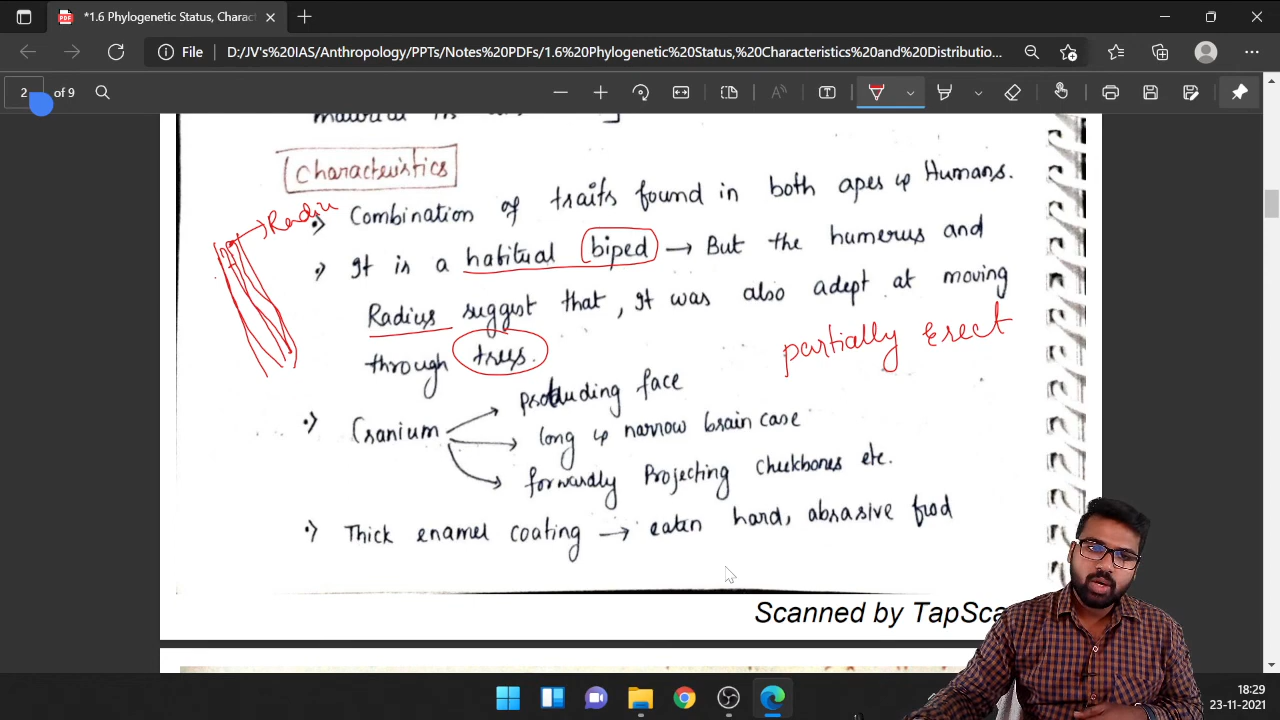 *1.6 Phylogenetic Status, Charac
File D:/JV's%20IAS/Anthropology/PPTs/Notes%20PDFs/1.6%20Phylogenetic%20Status,%20Characteristics%20and%20Distributio...
2 of 9
material is
Characteristics
Radiu
•) Combination of traits found in both apes & Humans.
•) It is a habitual biped → But the humerus and
Radius suggest that, it was also adept at moving
through trees.
partially Erect
•) Cranium
protruding face
long & narrow brain case
forwardly Projecting Cheekbones etc.
•) Thick enamel coating → eaten hard, abrasive food
Scanned by TapSca
18:29
23-11-2021